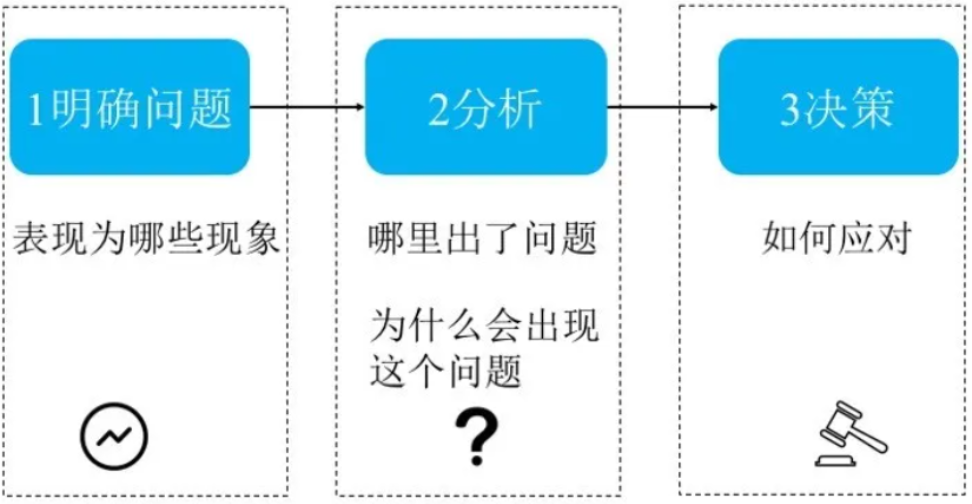 1明确问题
表现为哪些现象
2分析
哪里出了问题
为什么会出现
这个问题
?
3决策
如何应对